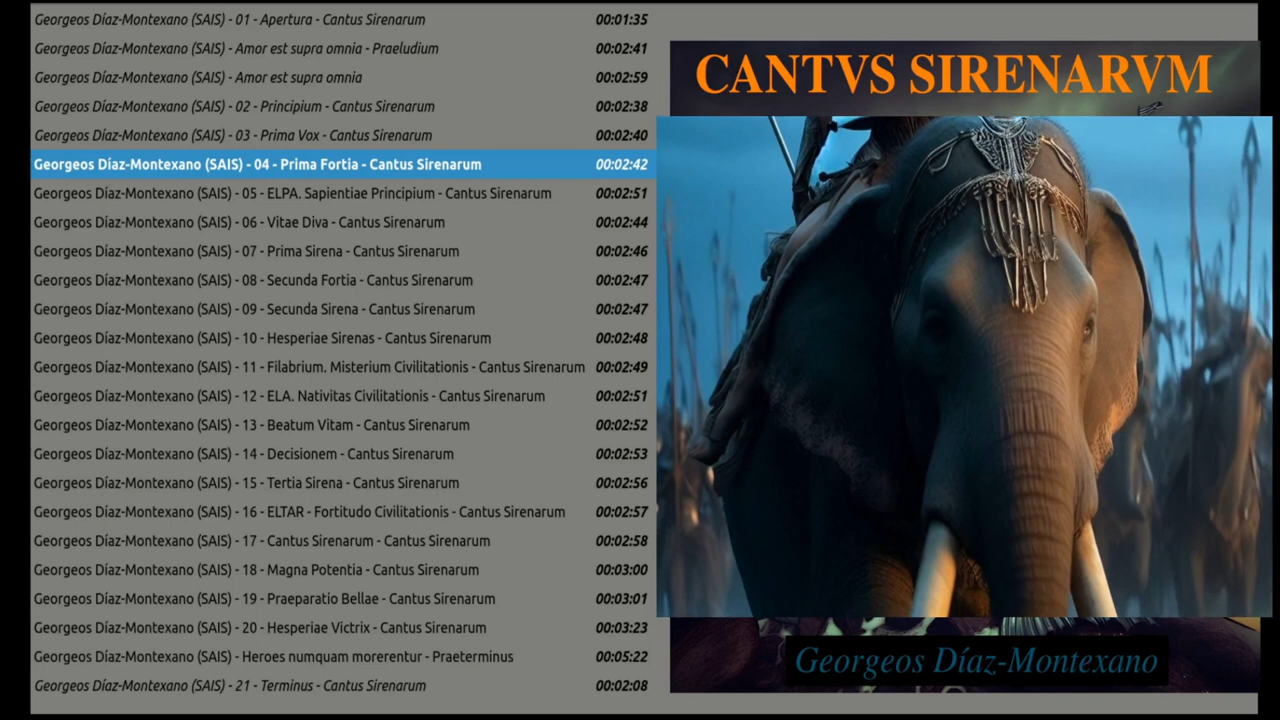 Georgeos Díaz-Montexano (SAIS) - 01 - Apertura - Cantus Sirenarum 00:01:35
Georgeos Díaz-Montexano (SAIS) - Amor est supra omnia - Praeludium 00:02:41
Georgeos Díaz-Montexano (SAIS) - Amor est supra omnia 00:02:59
Georgeos Díaz-Montexano (SAIS) - 02 - Principium - Cantus Sirenarum 00:02:38
Georgeos Díaz-Montexano (SAIS) - 03 - Prima Vox - Cantus Sirenarum 00:02:40
Georgeos Díaz-Montexano (SAIS) - 04 - Prima Fortia - Cantus Sirenarum 00:02:42
Georgeos Díaz-Montexano (SAIS) - 05 - ELPA. Sapientiae Principium - Cantus Sirenarum 00:02:51
Georgeos Díaz-Montexano (SAIS) - 06 - Vitae Diva - Cantus Sirenarum 00:02:44
Georgeos Díaz-Montexano (SAIS) - 07 - Prima Sirena - Cantus Sirenarum 00:02:46
Georgeos Díaz-Montexano (SAIS) - 08 - Secunda Fortia - Cantus Sirenarum 00:02:47
Georgeos Díaz-Montexano (SAIS) - 09 - Secunda Sirena - Cantus Sirenarum 00:02:47
Georgeos Díaz-Montexano (SAIS) - 10 - Hesperiae Sirenas - Cantus Sirenarum 00:02:48
Georgeos Díaz-Montexano (SAIS) - 11 - Filabrium. Misterium Civilitationis - Cantus Sirenarum 00:02:49
Georgeos Díaz-Montexano (SAIS) - 12 - ELA. Nativitas Civilitationis - Cantus Sirenarum 00:02:51
Georgeos Díaz-Montexano (SAIS) - 13 - Beatum Vitam - Cantus Sirenarum 00:02:52
Georgeos Díaz-Montexano (SAIS) - 14 - Decisionem - Cantus Sirenarum 00:02:53
Georgeos Díaz-Montexano (SAIS) - 15 - Tertia Sirena - Cantus Sirenarum 00:02:56
Georgeos Díaz-Montexano (SAIS) - 16 - ELTAR - Fortitudo Civilitationis - Cantus Sirenarum 00:02:57
Georgeos Díaz-Montexano (SAIS) - 17 - Cantus Sirenarum - Cantus Sirenarum 00:02:58
Georgeos Díaz-Montexano (SAIS) - 18 - Magna Potentia - Cantus Sirenarum 00:03:00
Georgeos Díaz-Montexano (SAIS) - 19 - Praeparatio Bellae - Cantus Sirenarum 00:03:01
Georgeos Díaz-Montexano (SAIS) - 20 - Hesperiae Victrix - Cantus Sirenarum 00:03:23
Georgeos Díaz-Montexano (SAIS) - Heroes numquam morerentur - Praeterminus 00:05:22
Georgeos Díaz-Montexano (SAIS) - 21 - Terminus - Cantus Sirenarum 00:02:08
CANTVS SIRENARVM
Georgeos Díaz-Montexano